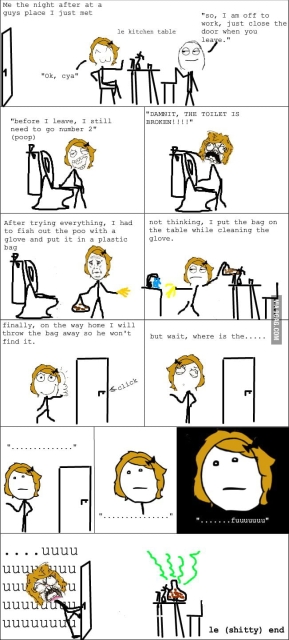 Me the night after at a
guys place I just met
"so, I am off to
work, just close the
door when you
leave."
le kitchen table
"Ok, cya"
"before I leave, I still
need to go number 2"
(poop)
"DAMNIT, THE TOILET IS
BROKEN!!!!"
After trying everything, I had
to fish out the poo with a
glove and put it in a plastic
bag
not thinking, I put the bag on
the table while cleaning the
glove.
finally, on the way home I will
throw the bag away so he won't
find it.
click
but wait, where is the.....
9GAG.COM
".............."
"..............."
".......fuuuuuuu"
....uuuu
uuuuuuuuu
uuu
uuu
uuuu
uuuuu
le (shitty) end